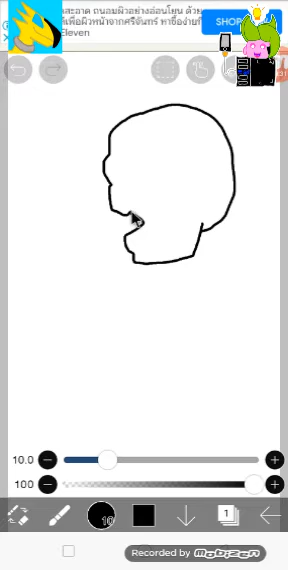 สะอาด ถนอมผิวอย่างอ่อนโยน ด้วย
เพื่อผิวหน้าจากศรีจันทร์ หาซื้อง่ายที่
Eleven
SHOP
10.0
100
10
1
Recorded by mobizen